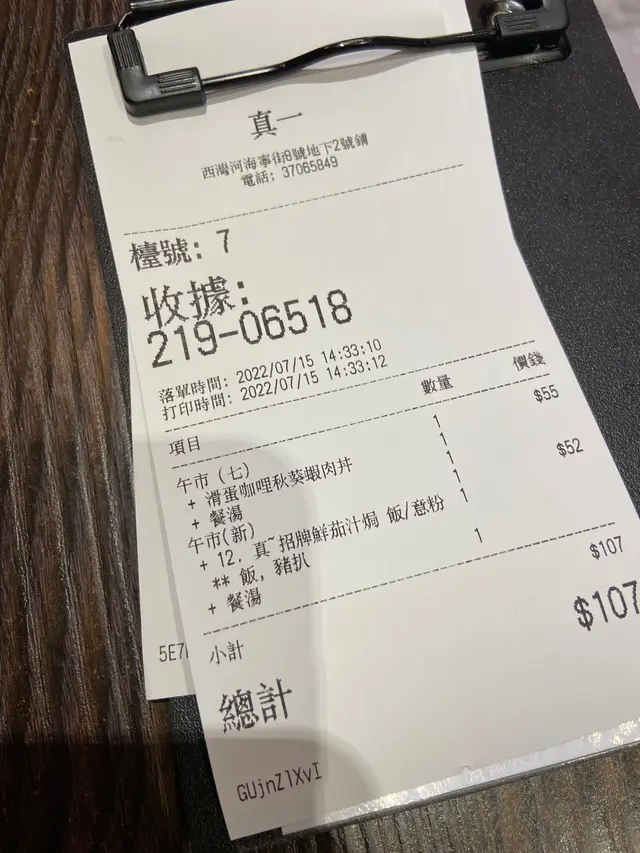 真一
西灣河海寧街8號地下2號鋪
電話: 37065849
檯號: 7
收據:
219-06518
落單時間: 2022/07/15 14:33:10
打印時間: 2022/07/15 14:33:12
項目 數量 價錢
午市 (七) 1 $55
+ 滑蛋咖哩秋葵蝦肉丼 1
+ 餐湯 1
午市(新) 1 $52
+ 12. 真~招牌鮮茄汁焗 飯/意粉
** 飯, 豬扒
+ 餐湯 1
小計 $107
總計 $107
GUjnZlXvI
5E7